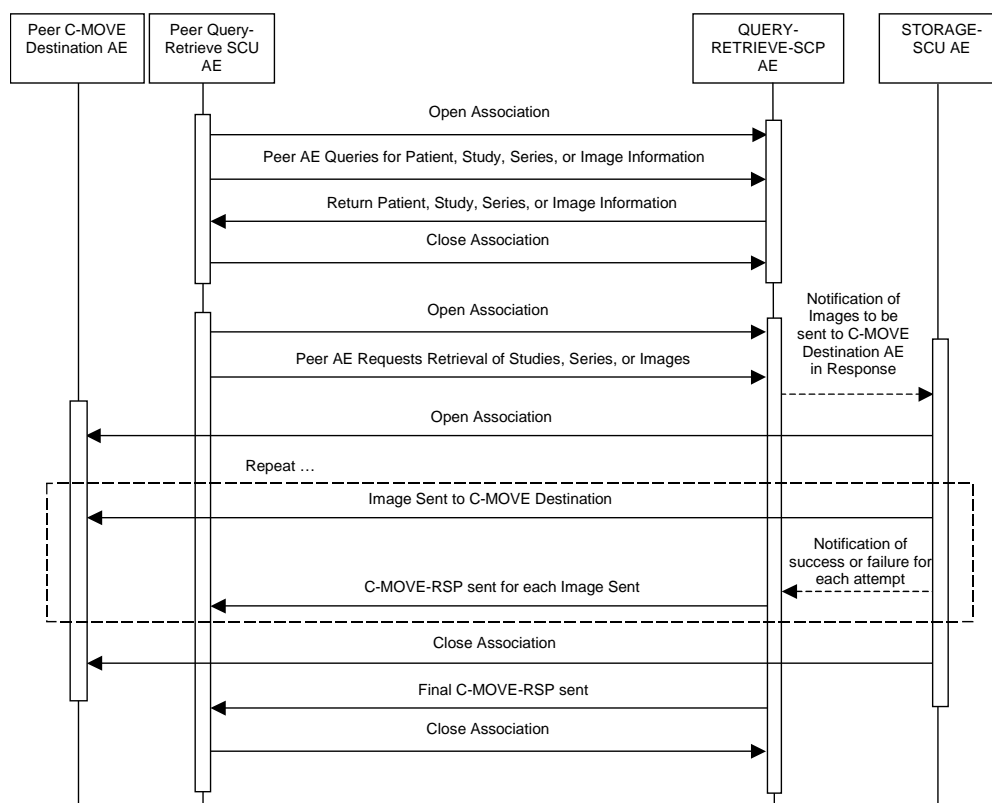 Peer C-MOVE
Destination AE
Peer Query-
Retrieve SCU
AE
QUERY-
RETRIEVE-SCP
AE
STORAGE-
SCU AE
Open Association
Peer AE Queries for Patient, Study, Series, or Image Information
Return Patient, Study, Series, or Image Information
Close Association
Open Association
Notification of
Images to be
sent to C-MOVE
Destination AE
in Response
Peer AE Requests Retrieval of Studies, Series, or Images
Open Association
Repeat …
Image Sent to C-MOVE Destination
Notification of
success or failure for
each attempt
C-MOVE-RSP sent for each Image Sent
Close Association
Final C-MOVE-RSP sent
Close Association